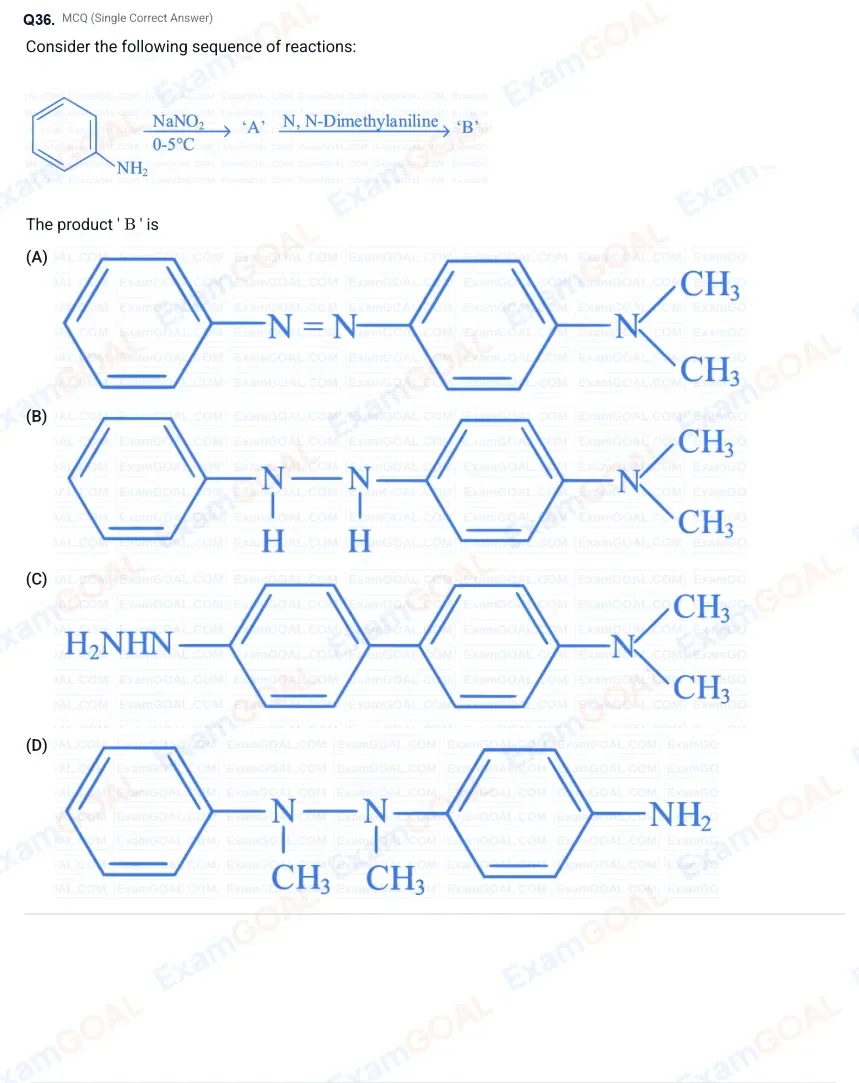 Q36. MCQ (Single Correct Answer)
Consider the following sequence of reactions:
NaNO₂
0-5°C
'A'
N, N-Dimethylaniline
'B'
NH₂
The product ' B ' is
(A)
CH₃
N = N
N
CH₃
(B)
CH₃
N — N
N
CH₃
H H
(C)
CH₃
H₂NHN
N
CH₃
(D)
N — N
NH₂
CH₃ CH₃
ExamGOAL